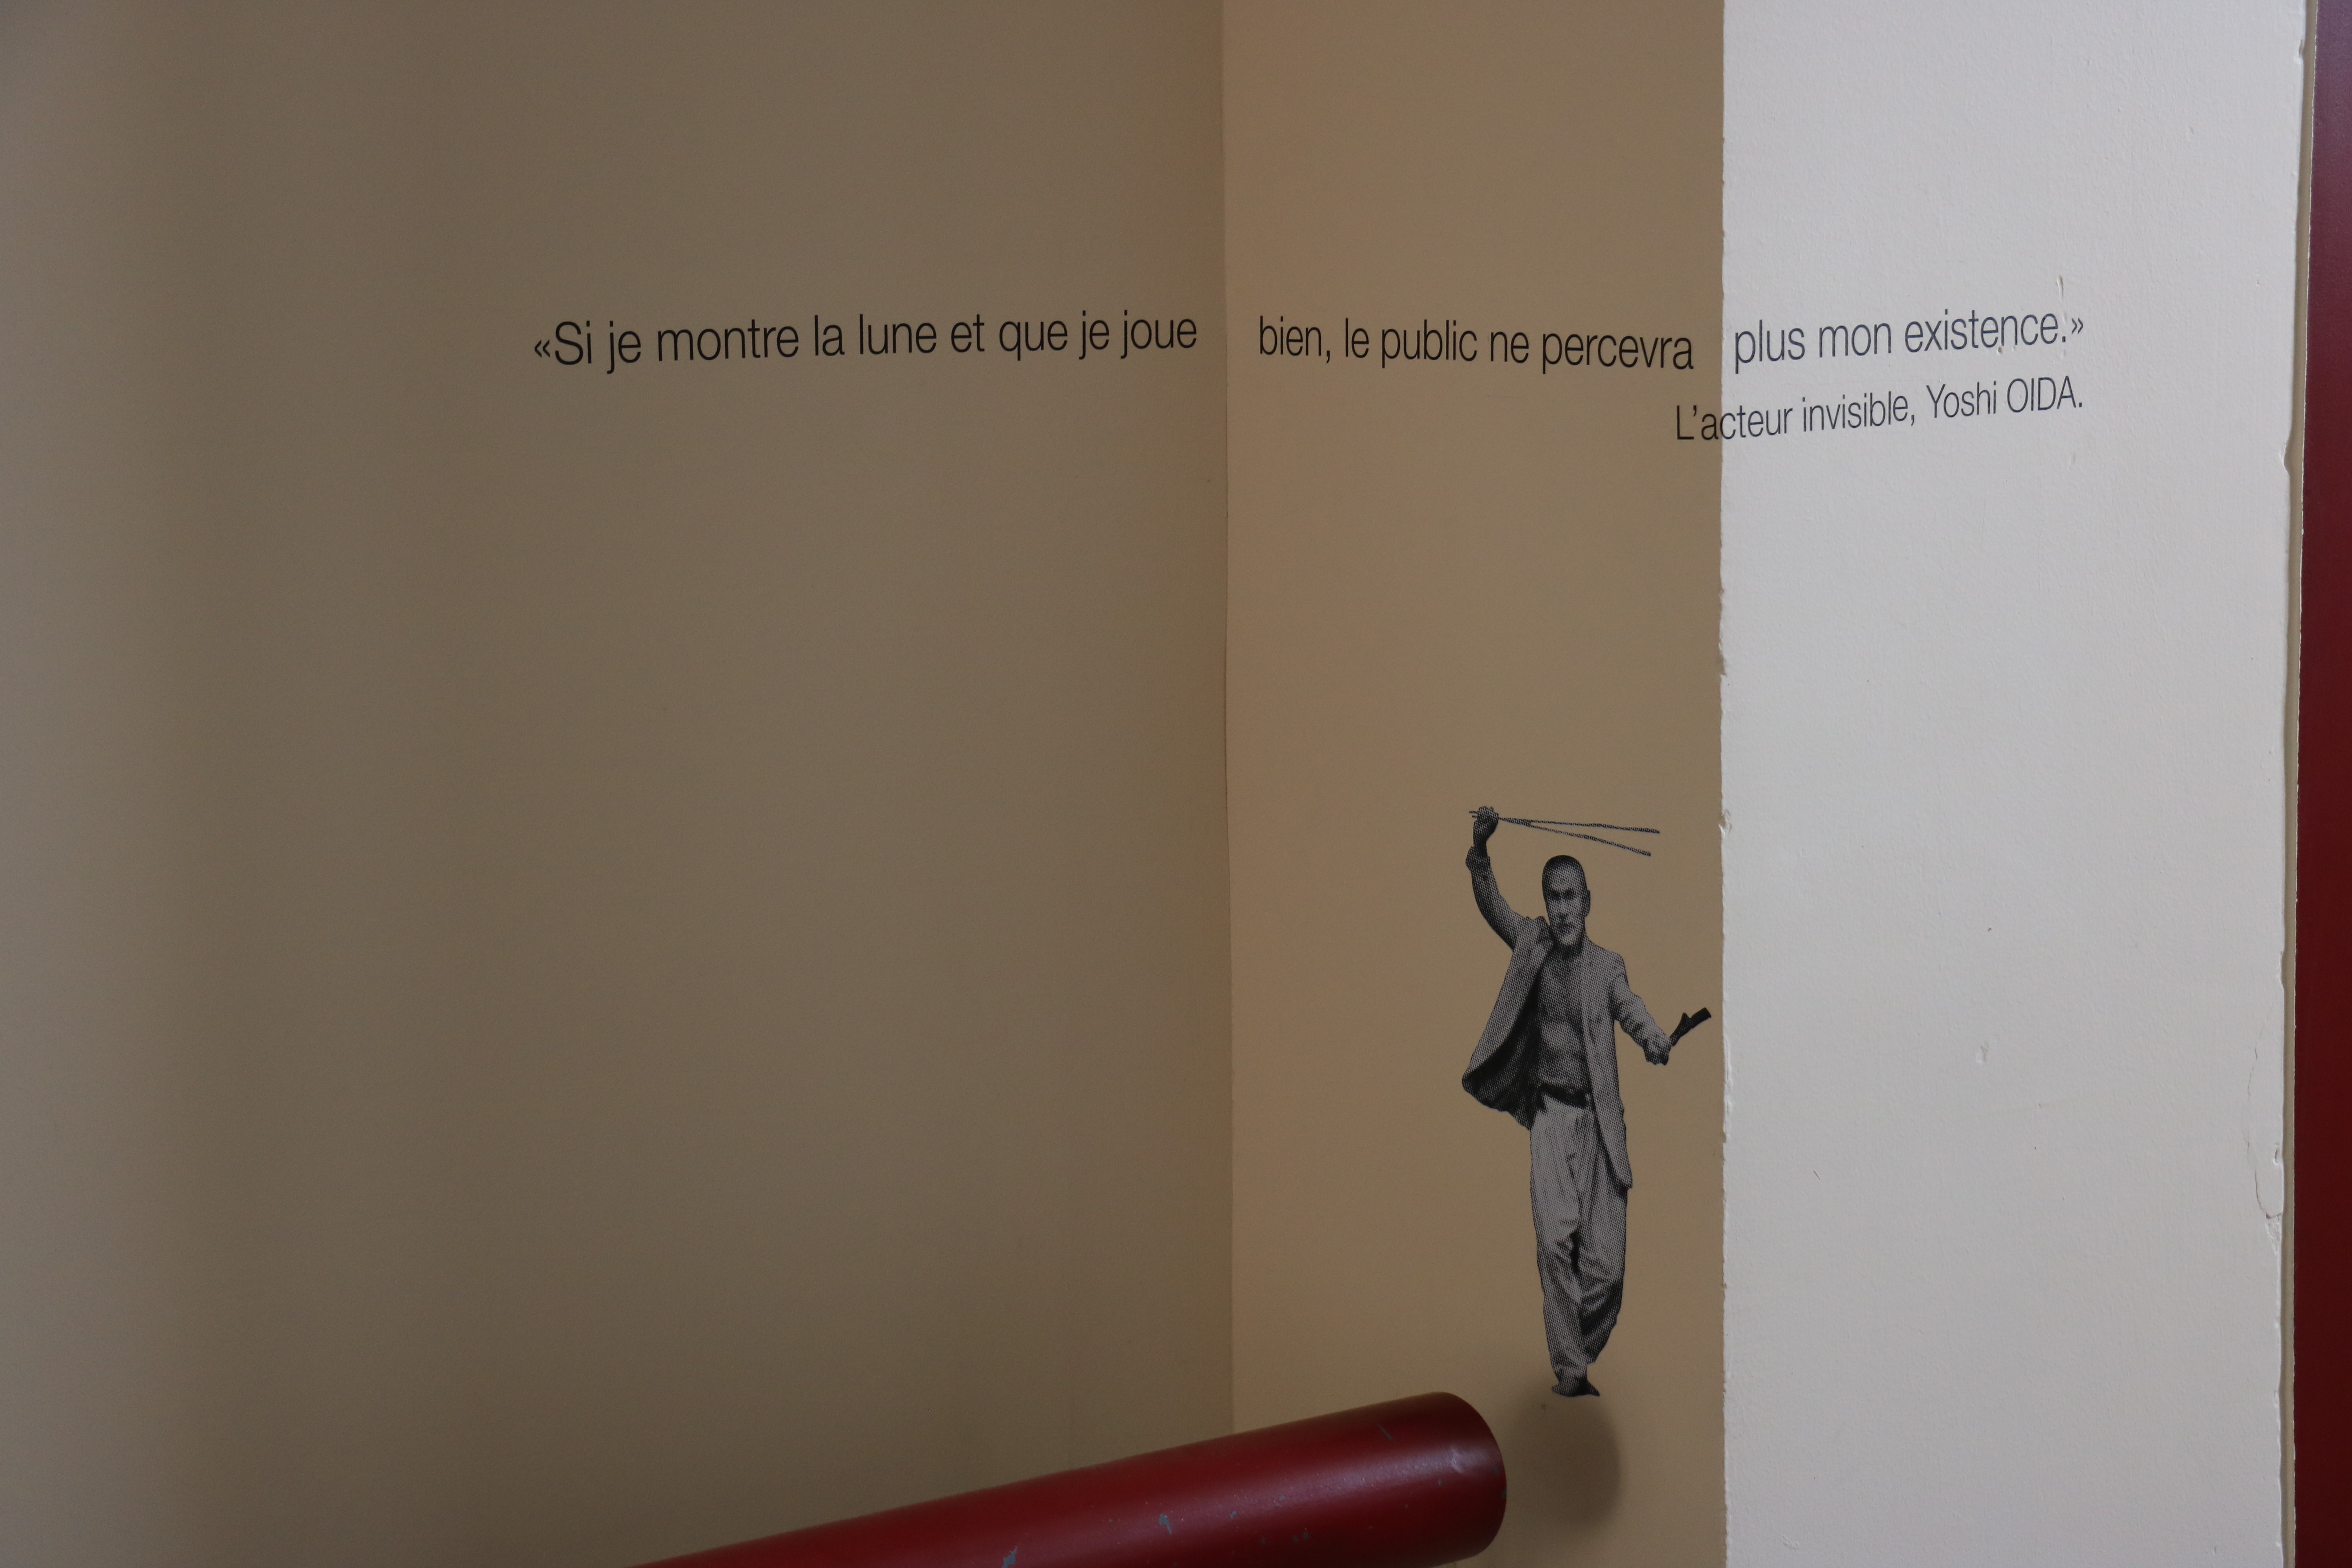 «Si je montre la lune et que je joue bien, le public ne percevra plus mon existence.»
L'acteur invisible, Yoshi OIDA.